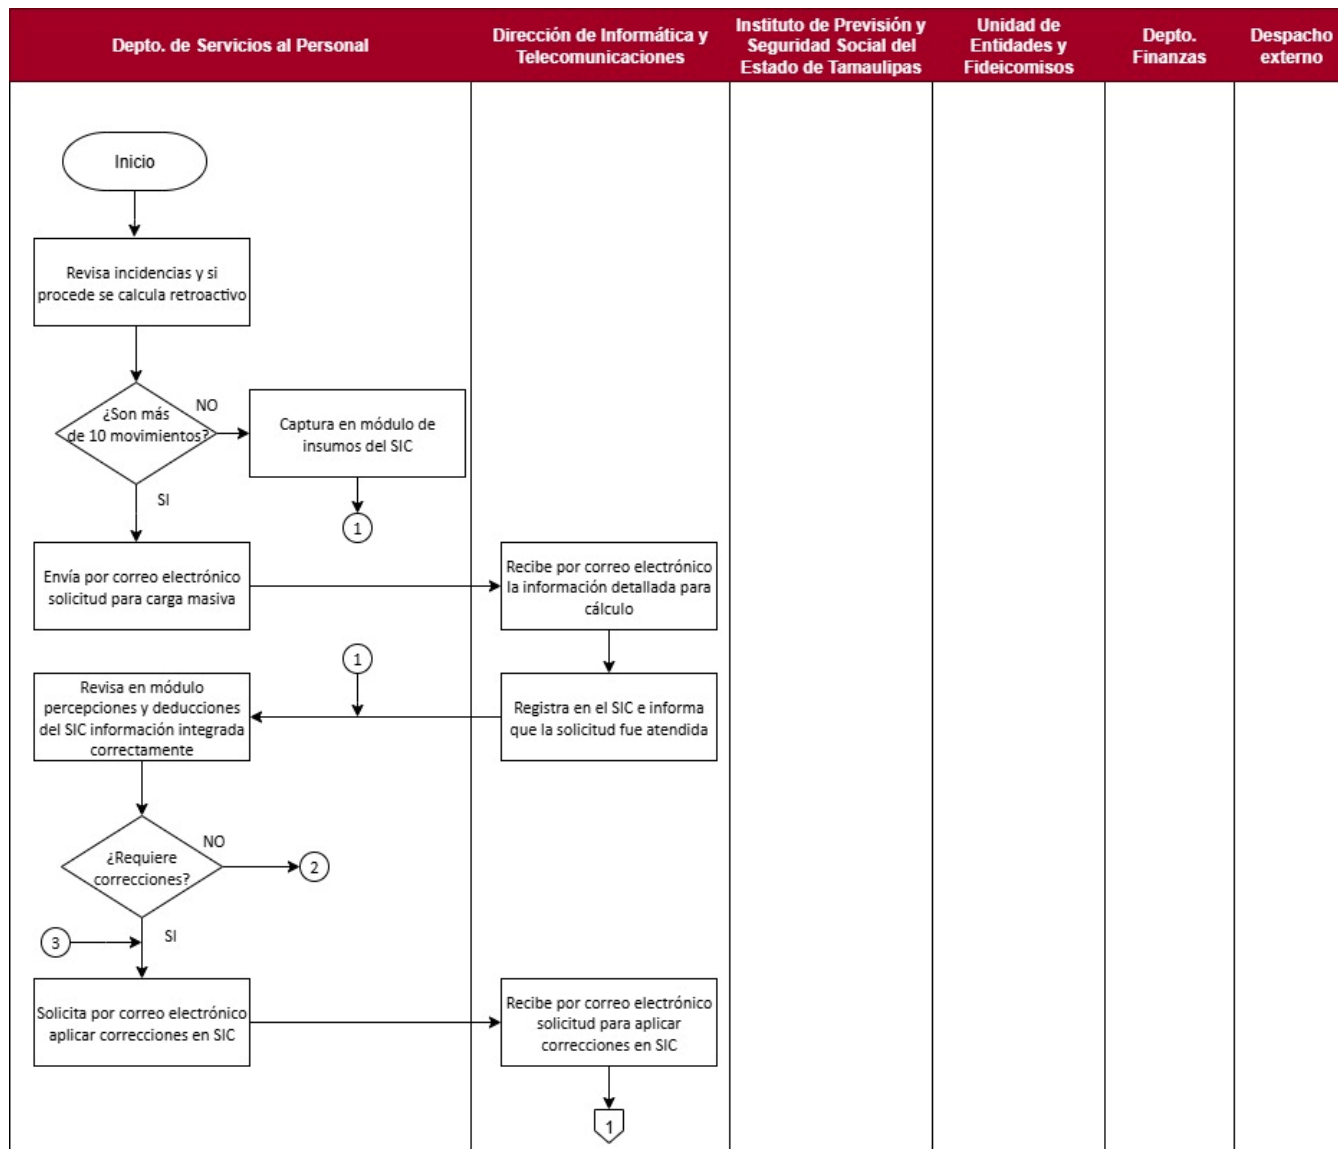 Depto. de Servicios al Personal
Dirección de Informática y
Telecomunicaciones
Instituto de Previsión y
Seguridad Social del
Estado de Tamaulipas
Unidad de
Entidades y
Fideicomisos
Depto.
Finanzas
Despacho
externo
Inicio
Revisa incidencias y si
procede se calcula retroactivo
¿Son más
de 10 movimientos?
NO
Captura en módulo de
insumos del SIC
SI
1
Envía por correo electrónico
solicitud para carga masiva
Recibe por correo electrónico
la información detallada para
cálculo
1
Revisa en módulo
percepciones y deducciones
del SIC información integrada
correctamente
Registra en el SIC e informa
que la solicitud fue atendida
¿Requiere
correcciones?
NO
2
3
SI
Solicita por correo electrónico
aplicar correcciones en SIC
Recibe por correo electrónico
solicitud para aplicar
correcciones en SIC
1